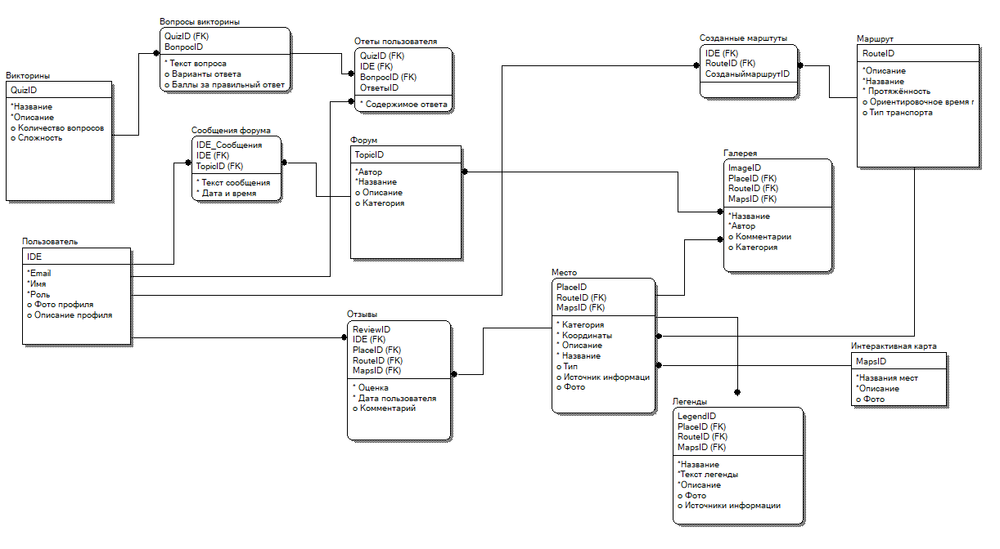 Вопросы викторины
QuizID (FK)
ВопросID
* Текст вопроса
о Варианты ответа
о Баллы за правильный ответ
Отеты пользователя
QuizID (FK)
IDE (FK)
ВопросID (FK)
ОтветыID
* Содержимое ответа
Созданные марштуты
IDE (FK)
RouteID (FK)
СозданыймаршрутID
Маршрут
RouteID
*Описание
*Название
* Протяжённость
о Ориентировочное время г
о Тип транспорта
Викторины
QuizID
*Название
*Описание
о Количество вопросов
о Сложность
Сообщения форума
IDE_Сообщения
IDE (FK)
TopicID (FK)
* Текст сообщения
* Дата и время
Форум
TopicID
*Автор
*Название
о Описание
о Категория
Галерея
ImageID
PlaceID (FK)
RouteID (FK)
MapsID (FK)
*Название
*Автор
о Комментарии
о Категория
Пользователь
IDE
*Email
*Имя
*Роль
о Фото профиля
о Описание профиля
Место
PlaceID
RouteID (FK)
MapsID (FK)
* Категория
* Координаты
* Описание
* Название
о Тип
о Источник информаци
о Фото
Отзывы
ReviewID
IDE (FK)
PlaceID (FK)
RouteID (FK)
MapsID (FK)
* Оценка
* Дата пользователя
о Комментарий
Интерактивная карта
MapsID
*Названия мест
*Описание
о Фото
Легенды
LegendID
PlaceID (FK)
RouteID (FK)
MapsID (FK)
*Название
*Текст легенды
*Описание
о Фото
о Источники информации